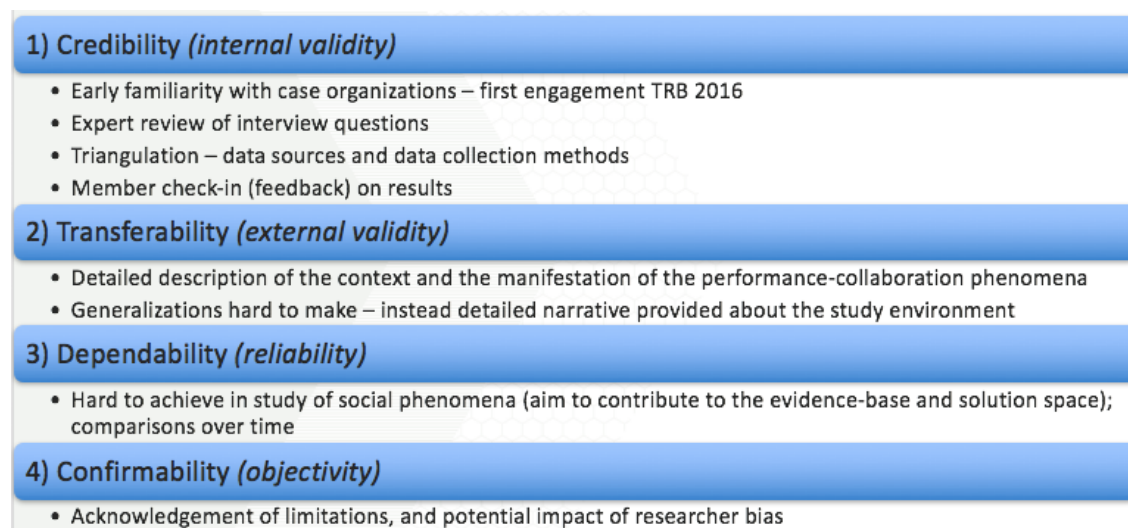 1) Credibility (internal validity)
• Early familiarity with case organizations – first engagement TRB 2016
• Expert review of interview questions
• Triangulation – data sources and data collection methods
• Member check-in (feedback) on results
2) Transferability (external validity)
• Detailed description of the context and the manifestation of the performance-collaboration phenomena
• Generalizations hard to make – instead detailed narrative provided about the study environment
3) Dependability (reliability)
• Hard to achieve in study of social phenomena (aim to contribute to the evidence-base and solution space);
comparisons over time
4) Confirmability (objectivity)
• Acknowledgement of limitations, and potential impact of researcher bias